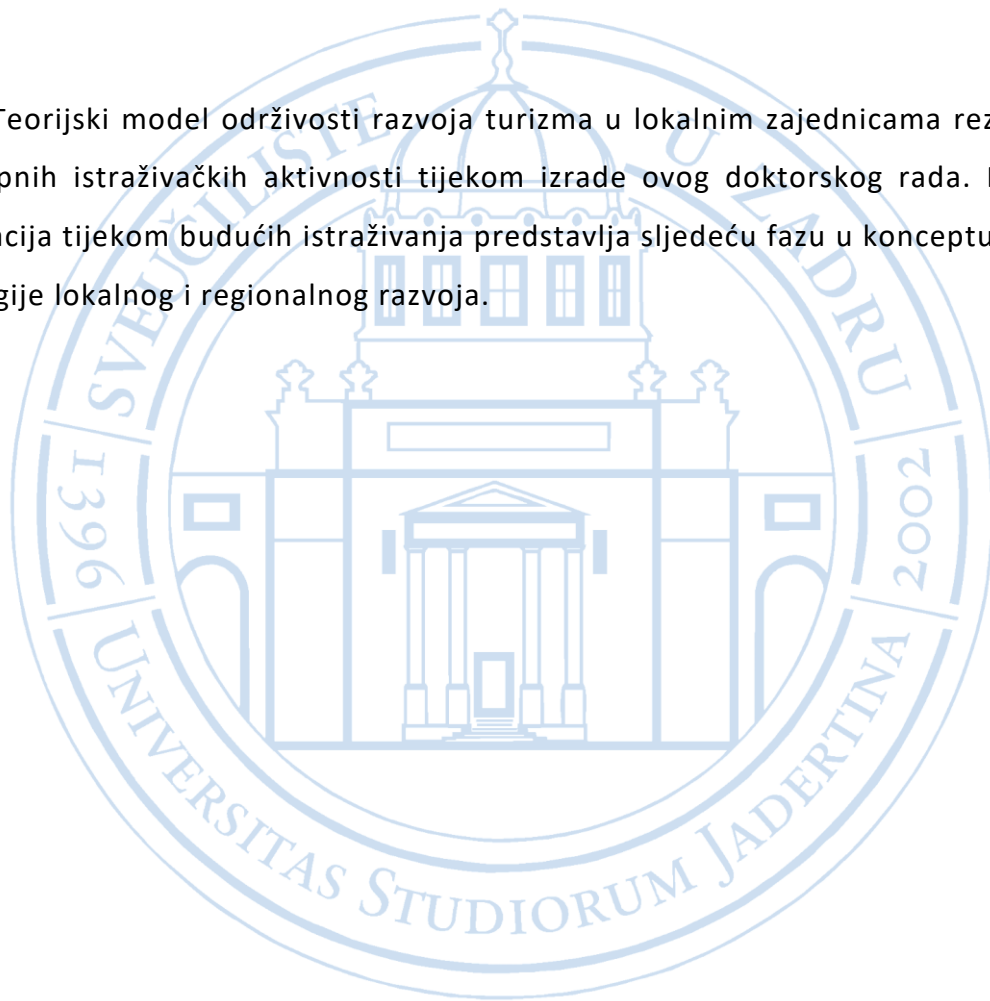 Teorijski model održivosti razvoja turizma u lokalnim zajednicama rez
pnih istraživačkih aktivnosti tijekom izrade ovog doktorskog rada.
cija tijekom budućih istraživanja predstavlja sljedeću fazu u konceptu
gije lokalnog i regionalnog razvoja.
SVEUČILIŠTE U ZADRU
1396
2002
UNIVERSITAS STUDIORUM JADERTINA